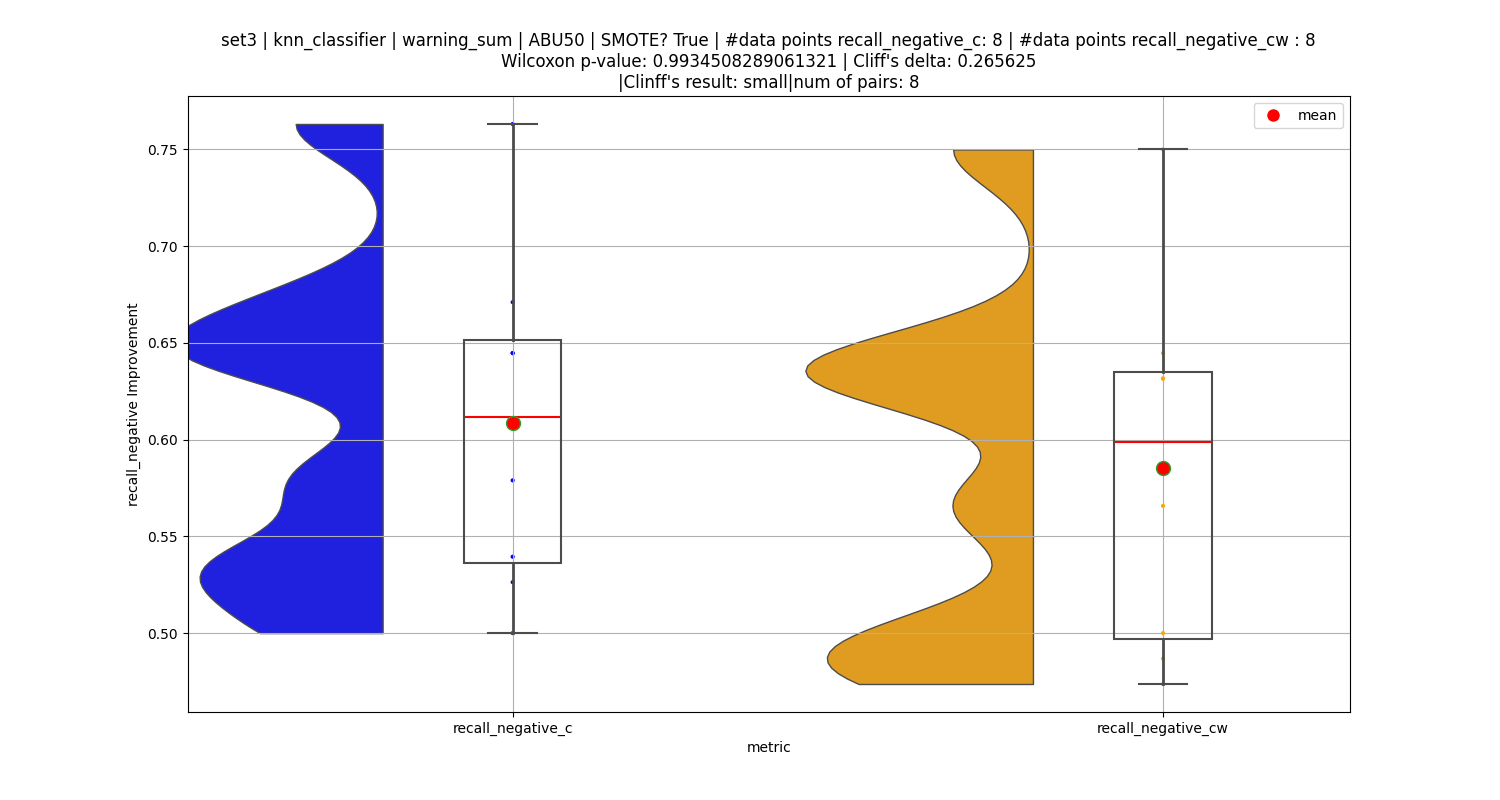 set3 | knn_classifier | warning_sum | ABU50 | SMOTE? True | #data points recall_negative_c: 8 | #data points recall_negative_cw : 8
Wilcoxon p-value: 0.9934508289061321 | Cliff's delta: 0.265625
|Clinff's result: small|num of pairs: 8
mean
recall_negative Improvement
0.75
0.70
0.65
0.60
0.55
0.50
recall_negative_c
recall_negative_cw
metric